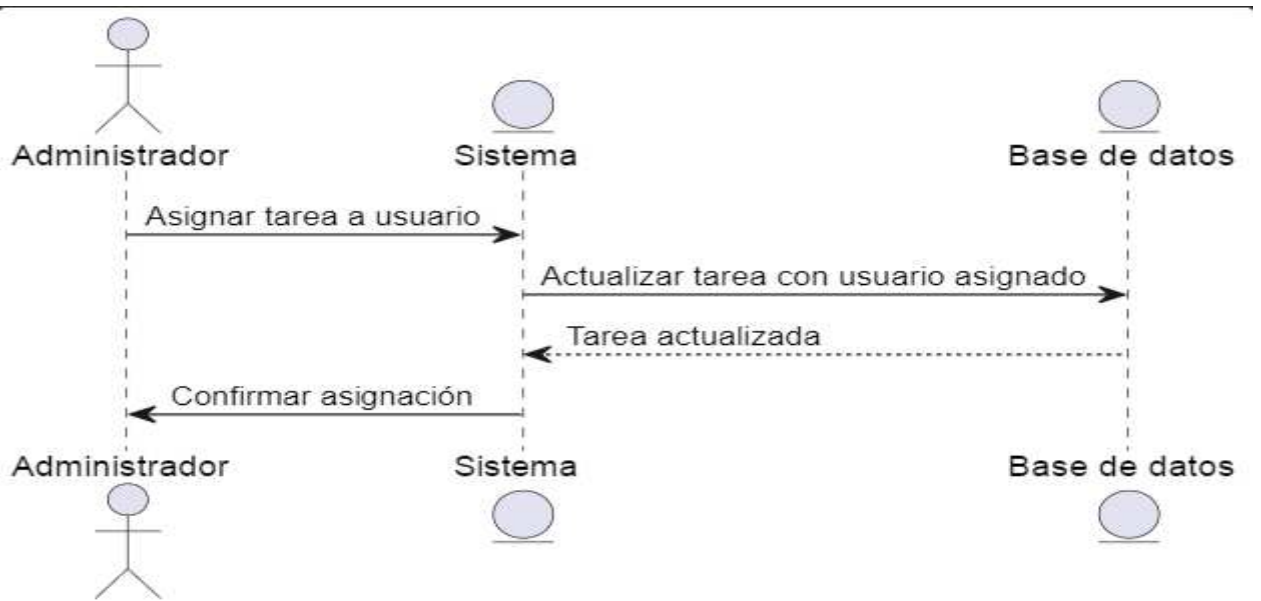 Administrador
Sistema
Base de datos
Asignar tarea a usuario
Actualizar tarea con usuario asignado
Tarea actualizada
Confirmar asignación
Administrador
Sistema
Base de datos